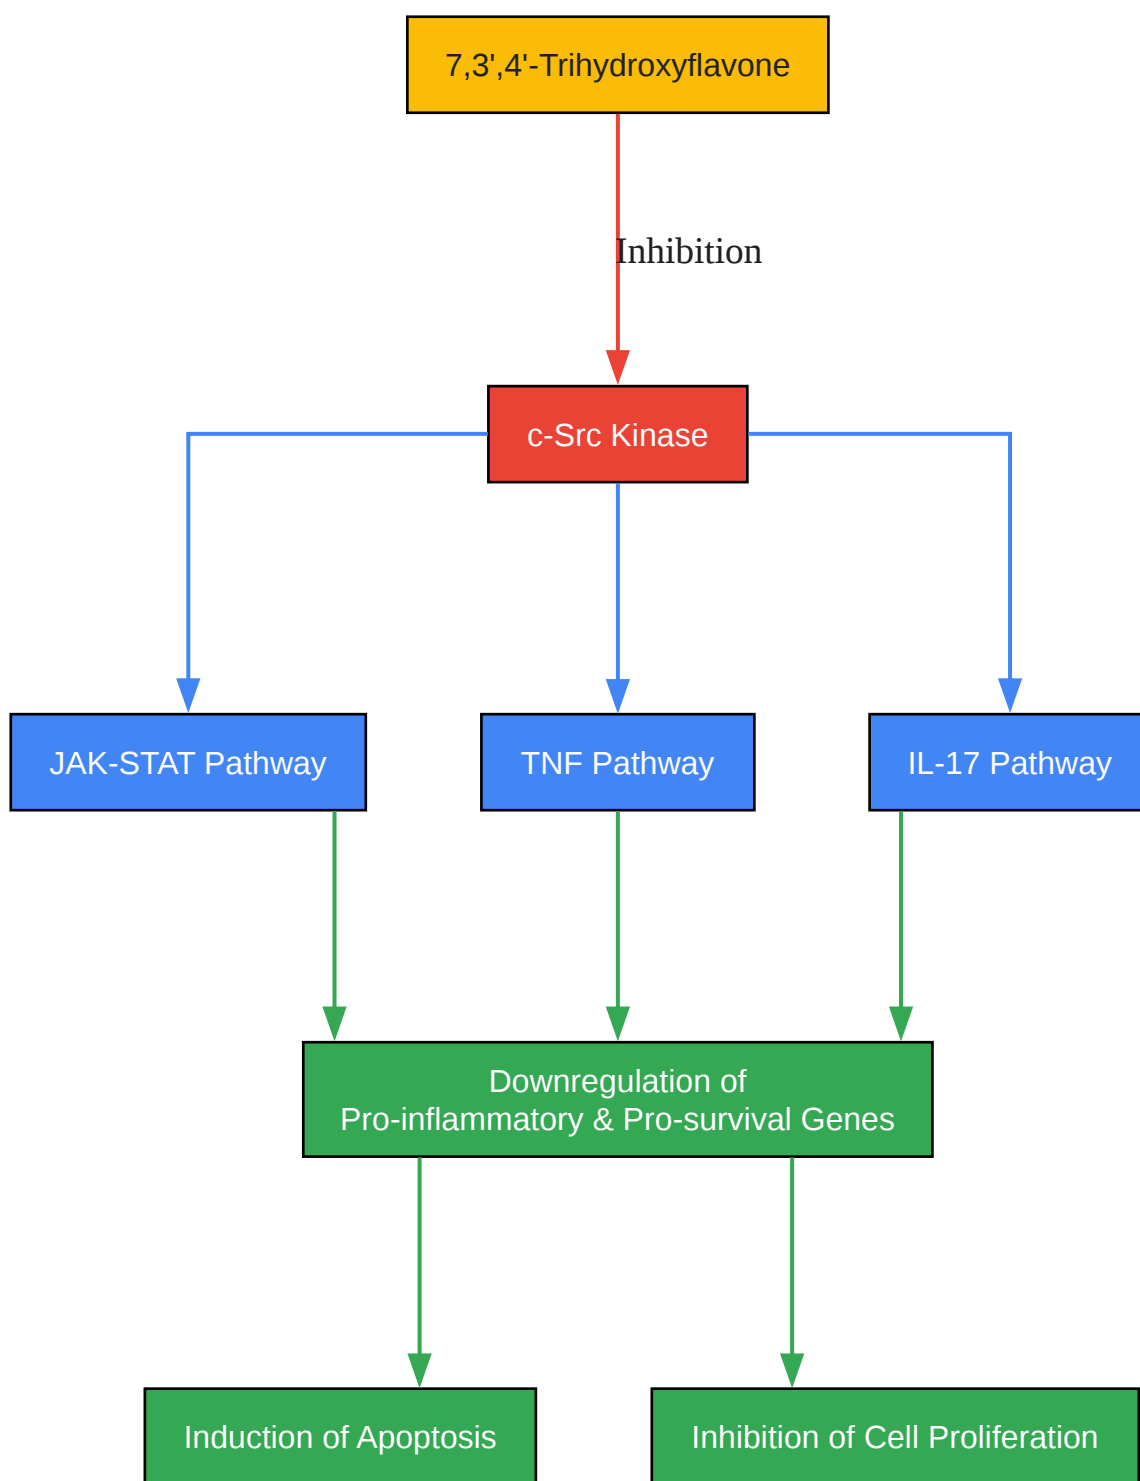 7,3',4'-Trihydroxyflavone
Inhibition
c-Src Kinase
JAK-STAT Pathway
TNF Pathway
IL-17 Pathway
Downregulation of
Pro-inflammatory & Pro-survival Genes
Induction of Apoptosis
Inhibition of Cell Proliferation